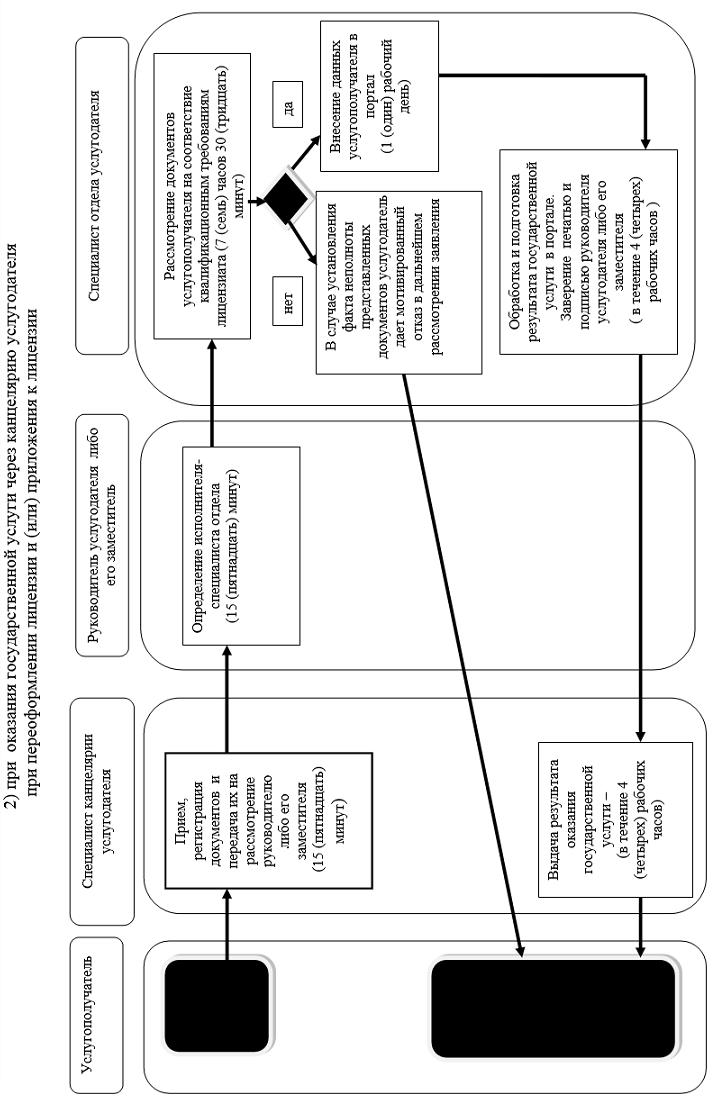 2) при оказания государственной услуги через канцелярию услугодателя
при переоформлении лицензии и (или) приложения к лицензии
Услугополучатель
Специалист канцелярии
услугодателя
Руководитель услугодателя либо
его заместитель
Специалист отдела услугодателя
Прием,
регистрация
документов и
передача их на
рассмотрение
руководителю
либо его
заместителя
(15 (пятнадцать)
минут)
Определение исполнителя-
специалиста отдела
(15 (пятнадцать) минут)
Рассмотрение документов
услугополучателя на соответствие
квалификационным требованиям
лицензиата (7 (семь) часов 30 (тридцать)
минут)
нет
да
В случае установления
факта неполноты
представленных
документов услугодатель
дает мотивированный
отказ в дальнейшем
рассмотрении заявления
Внесение данных
услугополучателя в
портал
(1 (один) рабочий
день)
Обработка и подготовка
результата государственной
услуги в портале.
Заверение печатью и
подписью руководителя
услугодателя либо его
заместителя
( в течение 4 (четырех)
рабочих часов )
Выдача результата
оказания
государственной
услуги –
(в течение 4
(четырех) рабочих
часов)